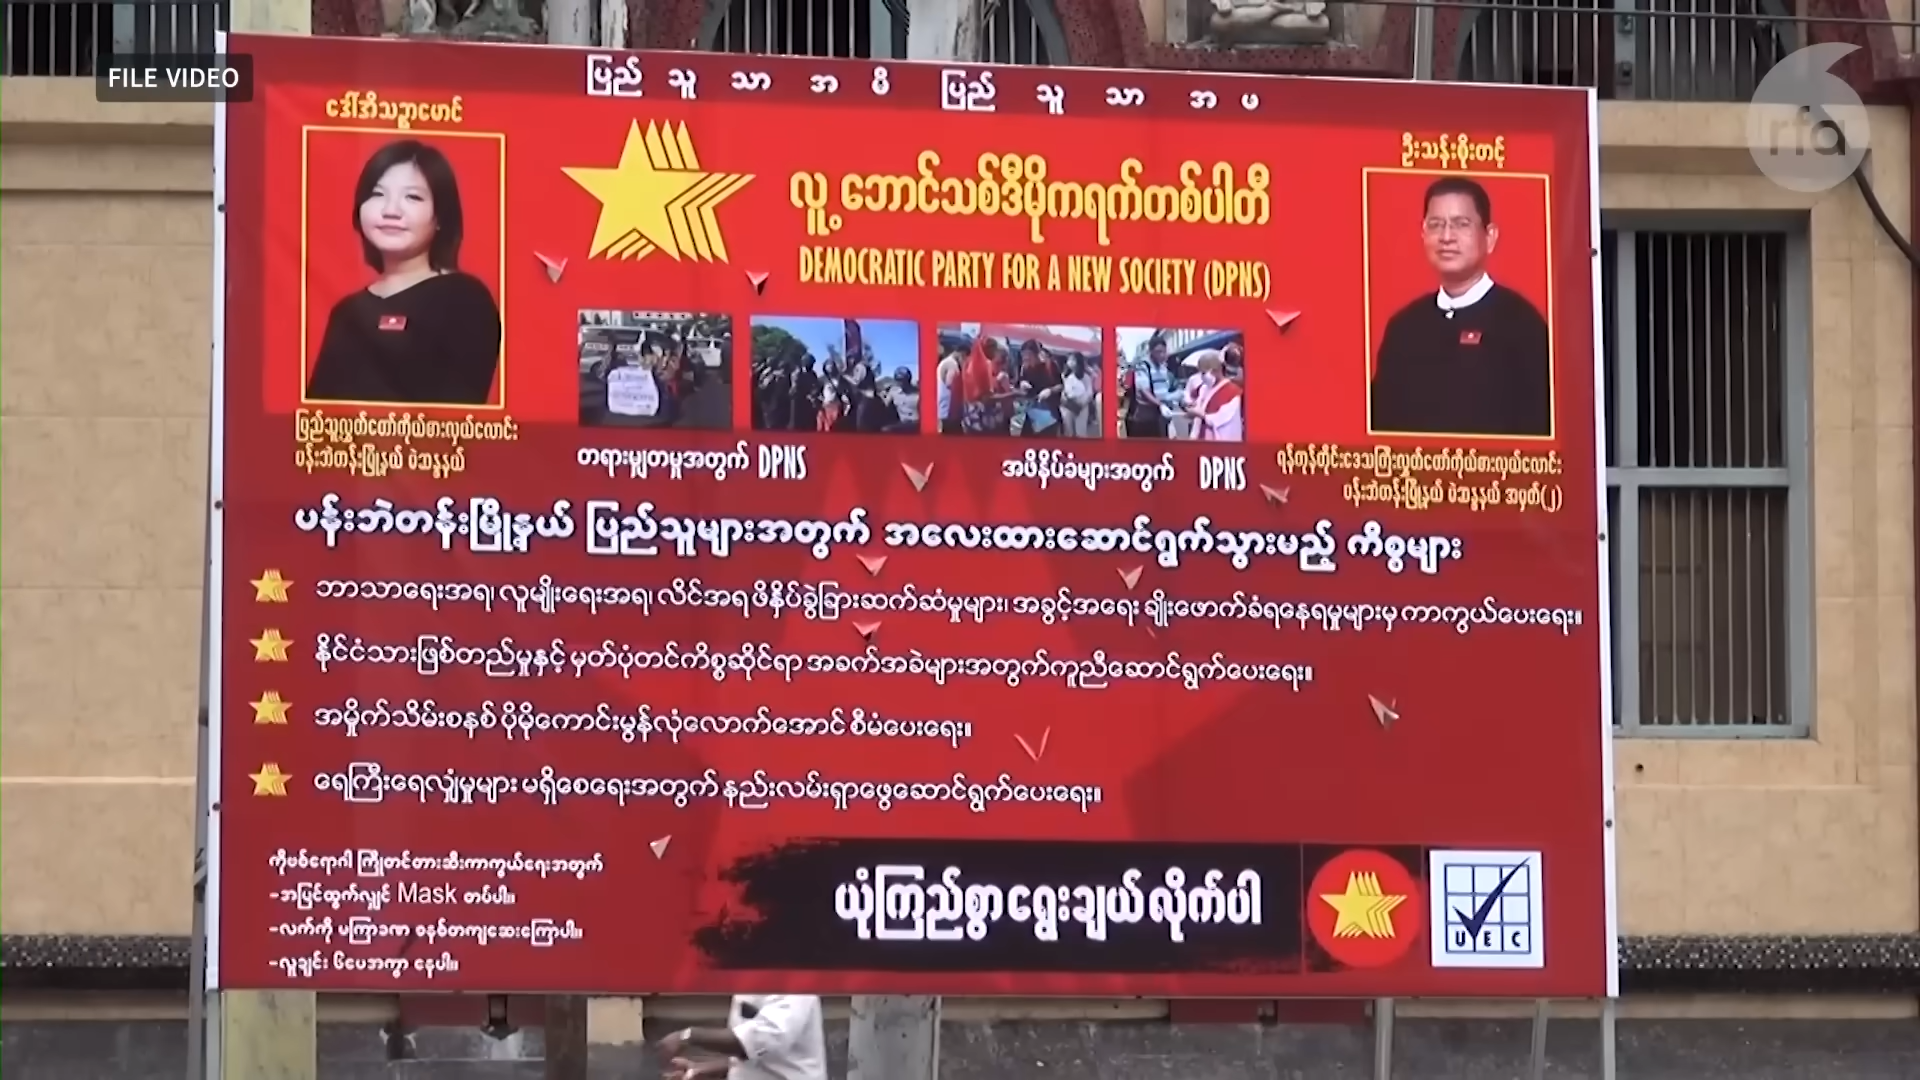 FILE VIDEO
rfa
ပြည် သူ သာ အ မိ ပြည် သူ သာ အ ဖ
ဒေါ်အိသဉ္ဇာမောင်
ဦးသန်းစိုးတင့်
လူ့ဘောင်သစ်ဒီမိုကရက်တစ်ပါတီ
DEMOCRATIC PARTY FOR A NEW SOCIETY (DPNS)
ပြည်သူ့လွှတ်တော်ကိုယ်စားလှယ်လောင်း
ပန်းဘဲတန်းမြို့နယ် မဲဆန္ဒနယ်
တရားမျှတမှုအတွက် DPNS
အဖိနှိပ်ခံများအတွက် DPNS
ရန်ကုန်တိုင်းဒေသကြီးလွှတ်တော်ကိုယ်စားလှယ်လောင်း
ပန်းဘဲတန်းမြို့နယ် မဲဆန္ဒနယ် အမှတ်(၂)
ပန်းဘဲတန်းမြို့နယ် ပြည်သူများအတွက် အလေးထားဆောင်ရွက်သွားမည့် ကိစ္စများ
ဘာသာရေးအရ၊ လူမျိုးရေးအရ၊ လိင်အရ ဖိနှိပ်ခွဲခြားဆက်ဆံမှုများ၊ အခွင့်အရေး ချိုးဖောက်ခံရနေရမှုများမှ ကာကွယ်ပေးရေး။
နိုင်ငံသားဖြစ်တည်မှုနှင့် မှတ်ပုံတင်ကိစ္စဆိုင်ရာ အခက်အခဲများအတွက်ကူညီဆောင်ရွက်ပေးရေး။
အမှိုက်သိမ်းစနစ် ပိုမိုကောင်းမွန်လုံလောက်အောင် စီမံပေးရေး။
ရေကြီးရေလျှံမှုများ မရှိစေရေးအတွက် နည်းလမ်းရှာဖွေဆောင်ရွက်ပေးရေး။
ကိုဗစ်ရောဂါ ကြိုတင်တားဆီးကာကွယ်ရေးအတွက်
-အပြင်ထွက်လျှင် Mask တပ်ပါ။
-လက်ကို မကြာခဏ စနစ်တကျဆေးကြောပါ။
-လူချင်း ၆ပေအကွာ နေပါ။
ယုံကြည်စွာ ရွေးချယ်လိုက်ပါ
UEC